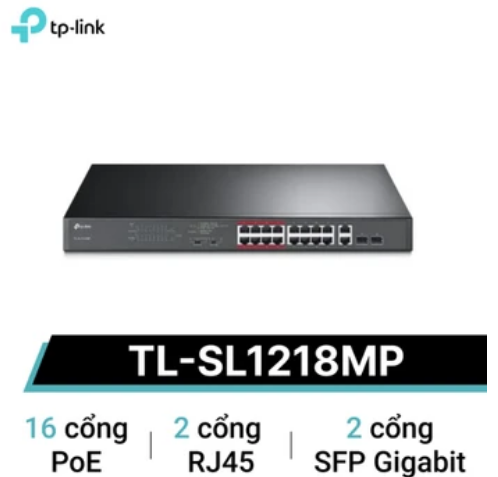 tp-link
TL-SL1218MP
16 cổng
PoE
2 cổng
RJ45
2 cổng
SFP Gigabit